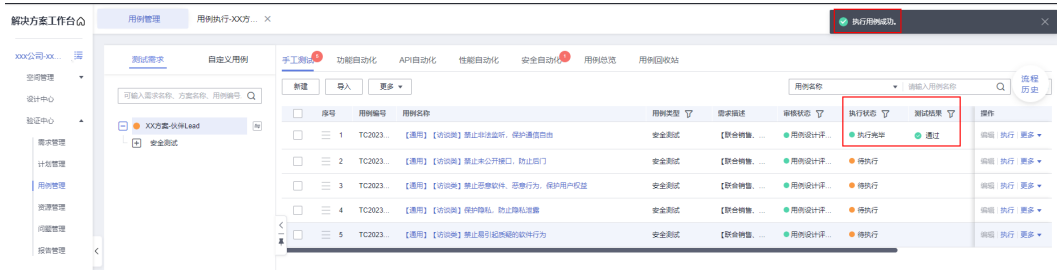 解决方案工作台
用例管理 用例执行-XX方...
执行用例成功。
xxx公司-xx...
空间管理
设计中心
验证中心
需求管理
计划管理
用例管理
资源管理
问题管理
报告管理
测试需求 自定义用例
可输入需求名称、方案名称、用例编号
XX方案-伙伴Lead
安全测试
手工测试 5 功能自动化 API自动化 性能自动化 安全自动化 用例总览 用例回收站
新建 导入 更多
用例名称 请输入用例名称
流程
历史
序号 用例编号 用例名称 用例类型 需求描述 审核状态 执行状态 测试结果 操作
1 TC2023... 【通用】【访谈类】禁止非法监听、保护通信自由 安全测试 【联合销售、... 用例设计评... 执行完毕 通过 编辑 执行 更多
2 TC2023... 【通用】【访谈类】禁止未公开接口、防止后门 安全测试 【联合销售、... 用例设计评... 待执行 编辑 执行 更多
3 TC2023... 【通用】【访谈类】禁止恶意软件、恶意行为、保护用户权益 安全测试 【联合销售、... 用例设计评... 待执行 编辑 执行 更多
4 TC2023... 【通用】【访谈类】保护隐私、防止隐私泄露 安全测试 【联合销售、... 用例设计评... 待执行 编辑 执行 更多
5 TC2023... 【通用】【访谈类】禁止易引起质疑的软件行为 安全测试 【联合销售、... 用例设计评... 待执行 编辑 执行 更多